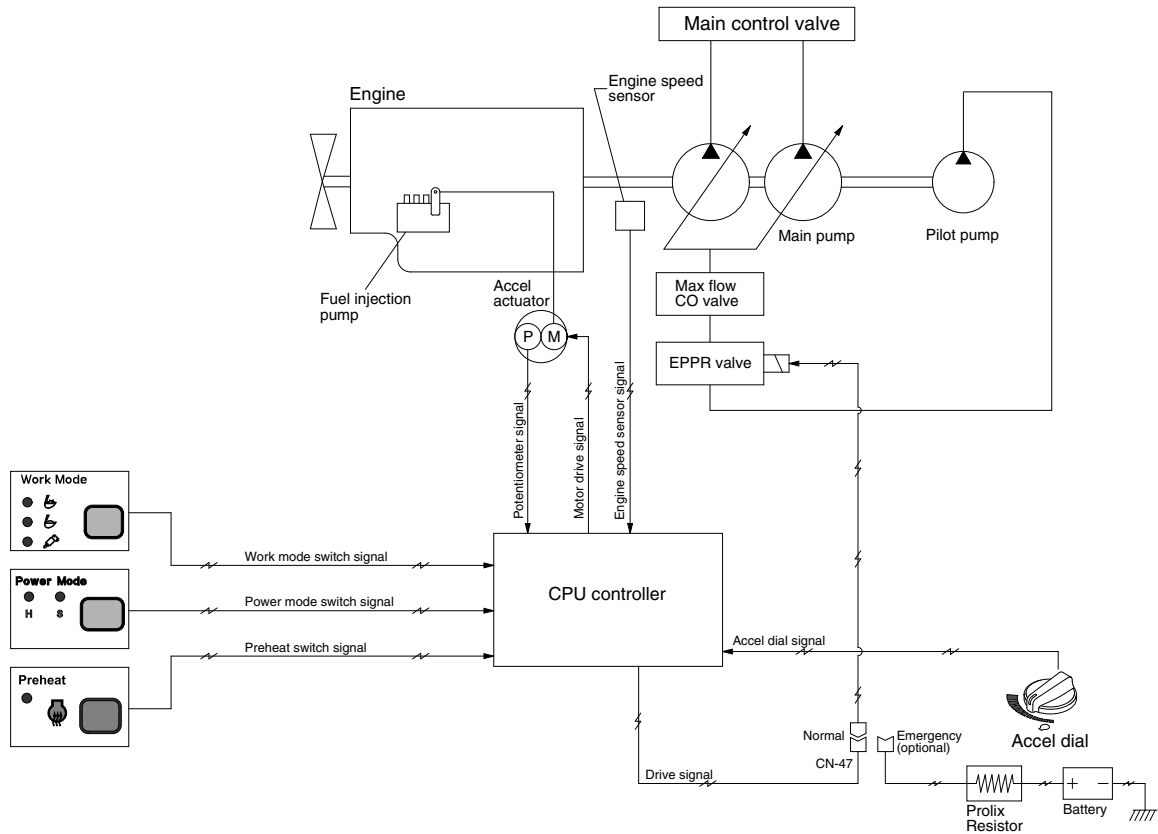 Main control valve
Engine speed
sensor
Engine
Main pump
Pilot pump
Fuel injection
pump
Accel
actuator
P
M
Max flow
CO valve
EPPR valve
Potentiometer signal
Motor drive signal
Engine speed sensor signal
Work Mode
Work mode switch signal
Power Mode
H
S
Power mode switch signal
CPU controller
Preheat switch signal
Preheat
Accel dial signal
Accel dial
Normal
CN-47
Emergency
(optional)
Drive signal
Prolix
Resistor
+
-
Battery